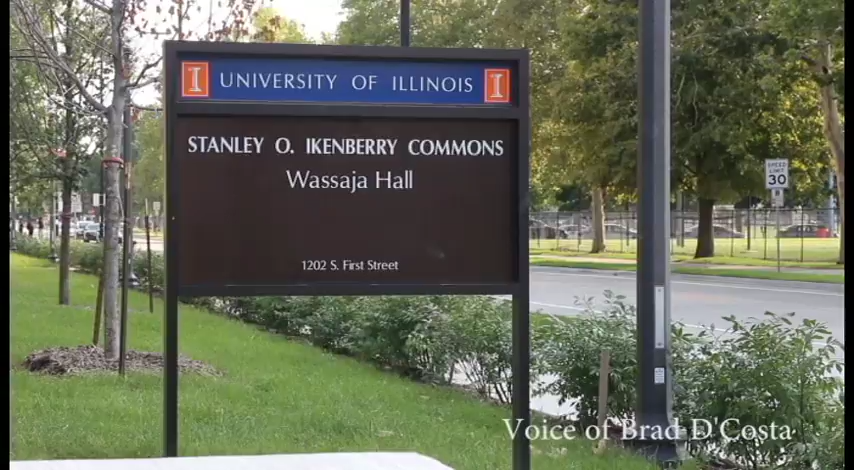 I UNIVERSITY OF ILLINOIS I
STANLEY O. IKENBERRY COMMONS
Wassaja Hall
1202 S. First Street
SPEED
LIMIT
30
Voice of Brad D'Costa